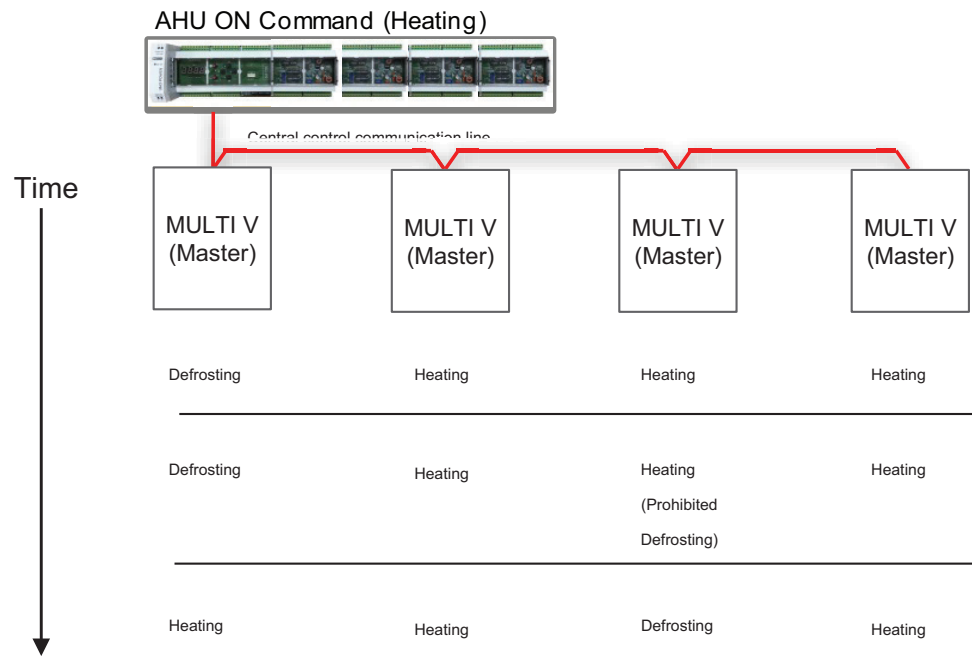 AHU ON Command (Heating)
Central control communication line
Time
MULTI V
(Master)
MULTI V
(Master)
MULTI V
(Master)
MULTI V
(Master)
Defrosting
Heating
Heating
Heating
Defrosting
Heating
Heating
(Prohibited
Defrosting)
Heating
Heating
Heating
Defrosting
Heating